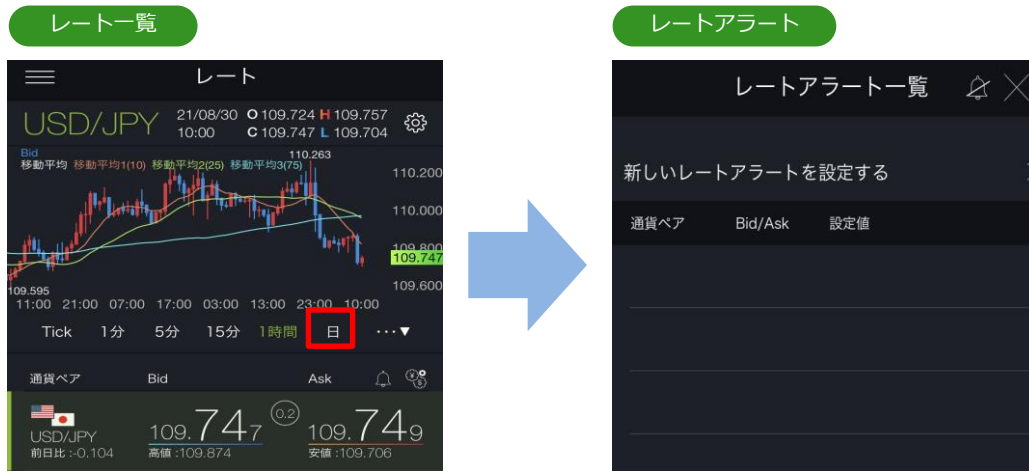 レート一覧
レート
USD/JPY 21/08/30 O 109.724 H 109.757
10:00 C 109.747 L 109.704
Bid
移動平均 移動平均1(10) 移動平均2(25) 移動平均3(75)
110.263
110.200
110.000
109.800
109.747
109.600
109.595
11:00 21:00 07:00 17:00 03:00 13:00 23:00 10:00
Tick 1分 5分 15分 1時間 日 ･･･▼
通貨ペア Bid Ask
USD/JPY 109.747 0.2 109.749
前日比 :-0.104 高値 :109.874 安値 :109.706
レートアラート
レートアラート一覧
新しいレートアラートを設定する
通貨ペア Bid/Ask 設定値